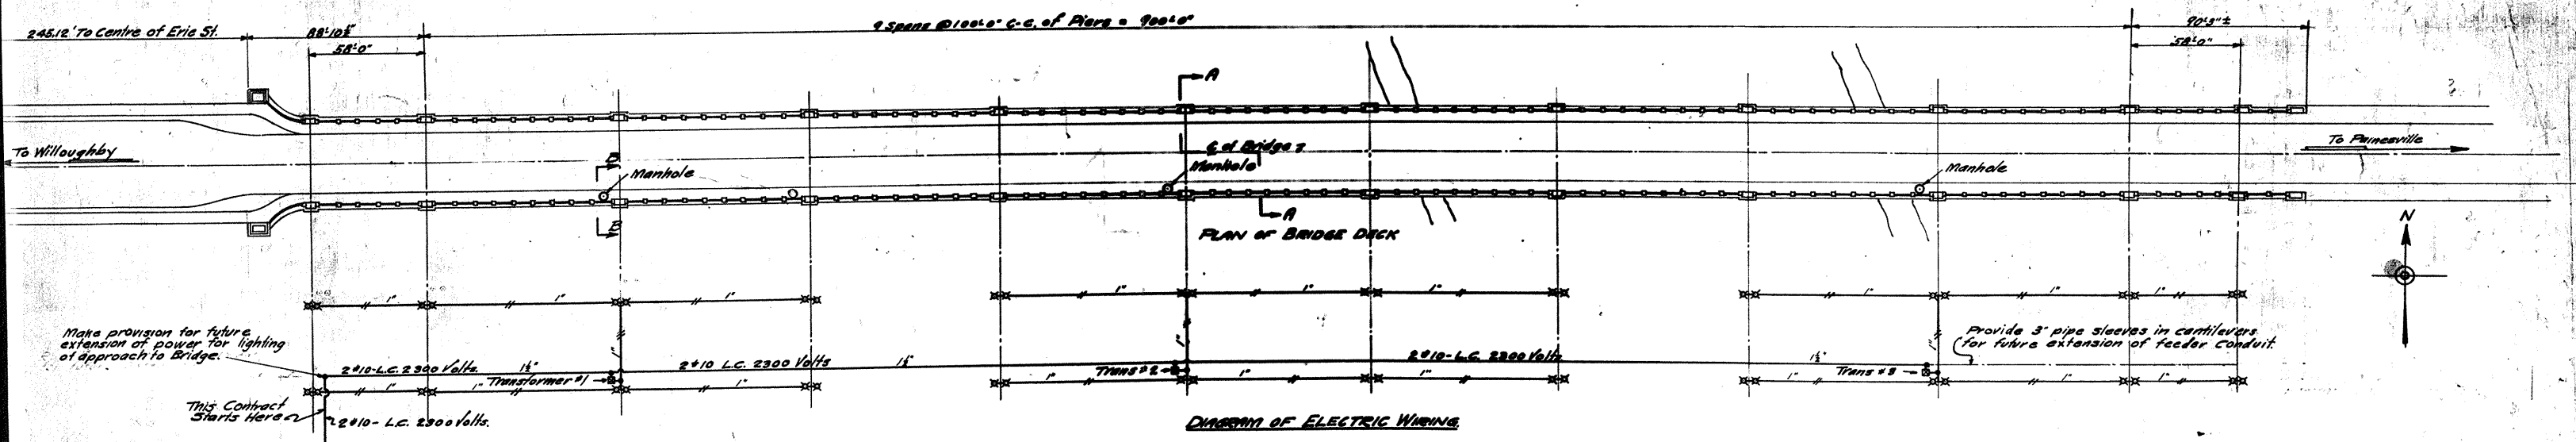 245.12' To Centre of Erie St.
88'-10½"
58'-0"
9 Spans @ 100'-0" C-C. of Piers = 900'-0"
90'-3"±
58'-0"
A
To Willoughby
To Painesville
℄ of Bridge
B
Manhole
Manhole
Manhole
B
A
PLAN OF BRIDGE DECK
N
1" 1" 1" 1" 1" 1" 1" 1" 1"
Make provision for future
extension of power for lighting
of approach to Bridge.
1" 1" 1"
Provide 3" pipe sleeves in cantilevers
for future extension of feeder conduit.
2#10-L.C. 2300 Volts.
1½"
2#10 L.C. 2300 Volts
1½"
2#10-L.C. 2300 Volts
1½"
1" 1" Transformer #1 1"
1" Trans #2 1" 1"
1" Trans #3 1" 1"
This Contract
Starts Here
2#10- L.C. 2300 Volts.
DIAGRAM OF ELECTRIC WIRING